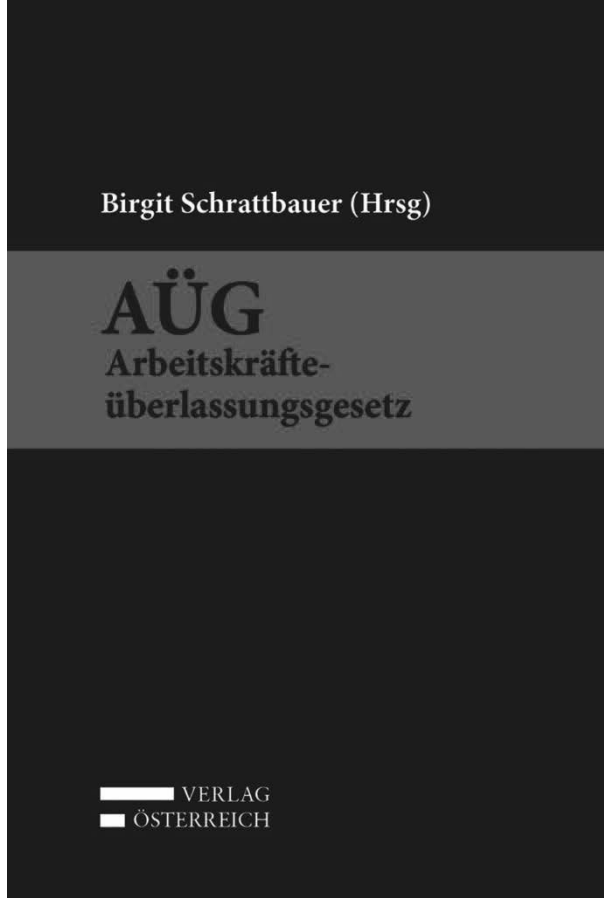 Birgit Schrattbauer (Hrsg)
AÜG
Arbeitskräfte-
überlassungsgesetz
VERLAG
ÖSTERREICH